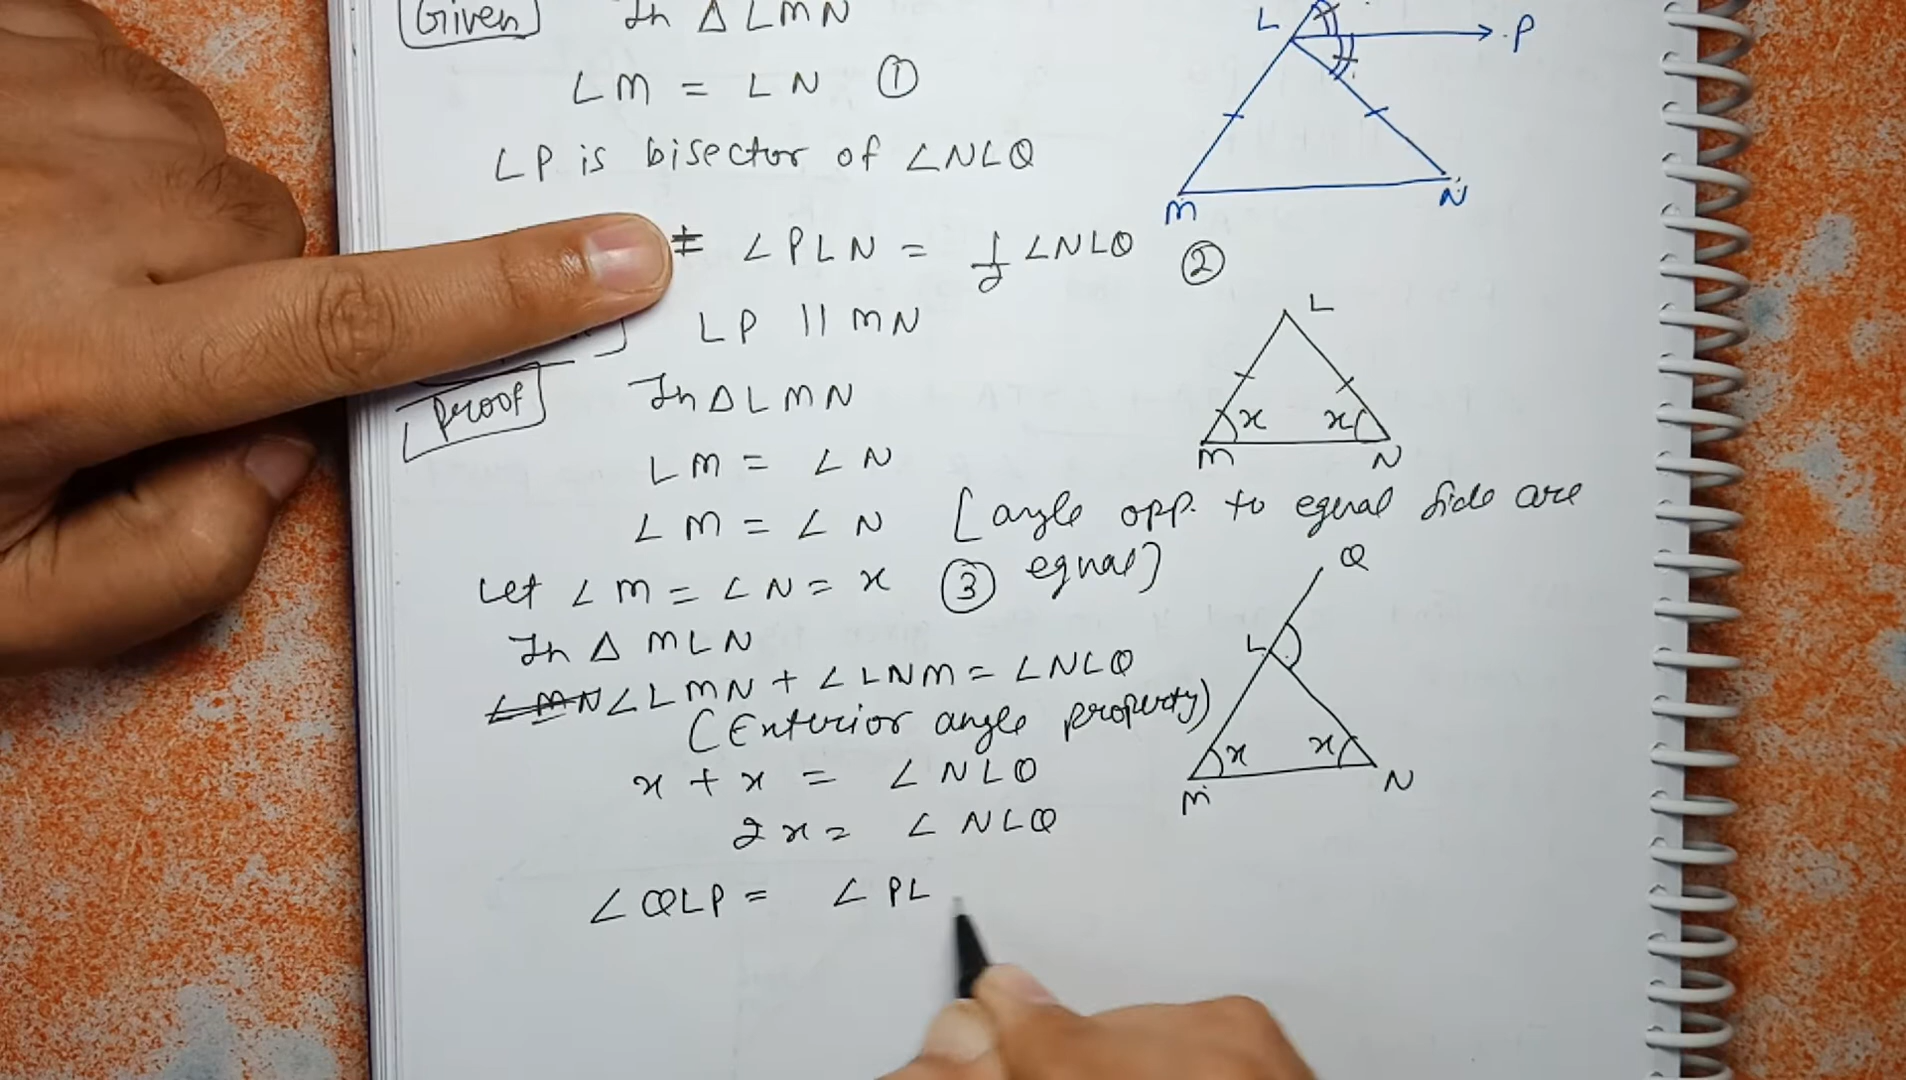 Given In △ LMN
∠M = ∠N ①
LP is bisector of ∠NLQ
∠PLN = 1/2 ∠NLQ ②
LP || MN
Proof In △LMN
LM = LN
∠M = ∠N [angle opp. to equal side are
equal]
Let ∠M = ∠N = x ③
In △ MLN
∠LMN + ∠LNM = ∠NLQ
(Exterior angle property)
x + x = ∠NLQ
2x = ∠NLQ
∠QLP = ∠PL
L
P
M
N
L
x
x
M
N
Q
L
x
x
M
N